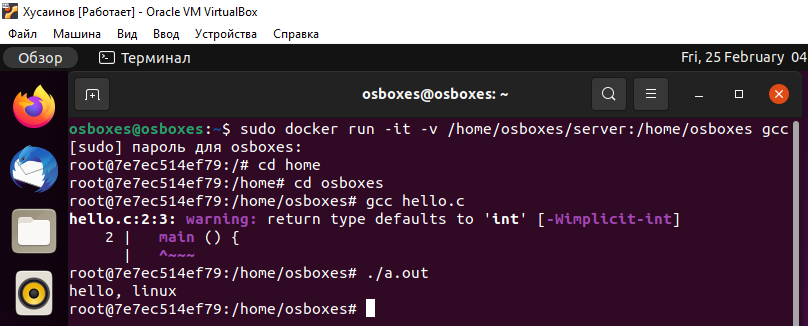 Хусаинов [Работает] - Oracle VM VirtualBox
Файл Машина Вид Ввод Устройства Справка
Обзор Терминал Fri, 25 February 04
osboxes@osboxes: ~
osboxes@osboxes:~$ sudo docker run -it -v /home/osboxes/server:/home/osboxes gcc
[sudo] пароль для osboxes:
root@7e7ec514ef79:/# cd home
root@7e7ec514ef79:/home# cd osboxes
root@7e7ec514ef79:/home/osboxes# gcc hello.c
hello.c:2:3: warning: return type defaults to 'int' [-Wimplicit-int]
2 | main () {
| ^~~~
root@7e7ec514ef79:/home/osboxes# ./a.out
hello, linux
root@7e7ec514ef79:/home/osboxes#